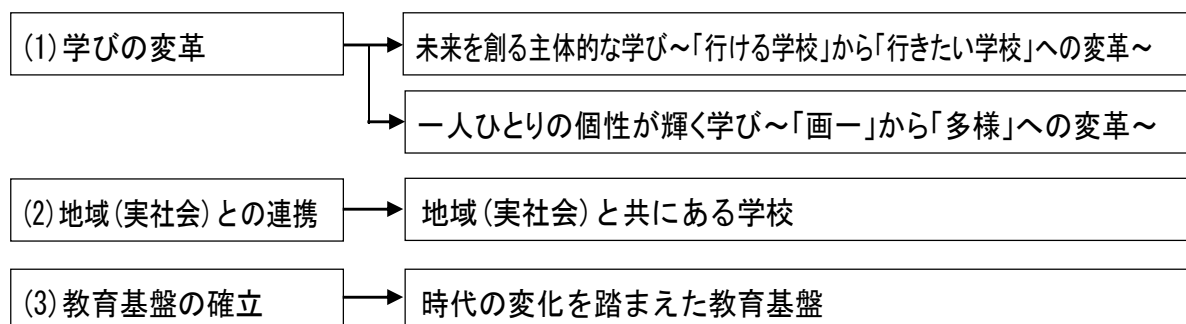 (1)学びの変革
未来を創る主体的な学び～「行ける学校」から「行きたい学校」への変革～
一人ひとりの個性が輝く学び～「画一」から「多様」への変革～
(2)地域(実社会)との連携
地域(実社会)と共にある学校
(3)教育基盤の確立
時代の変化を踏まえた教育基盤